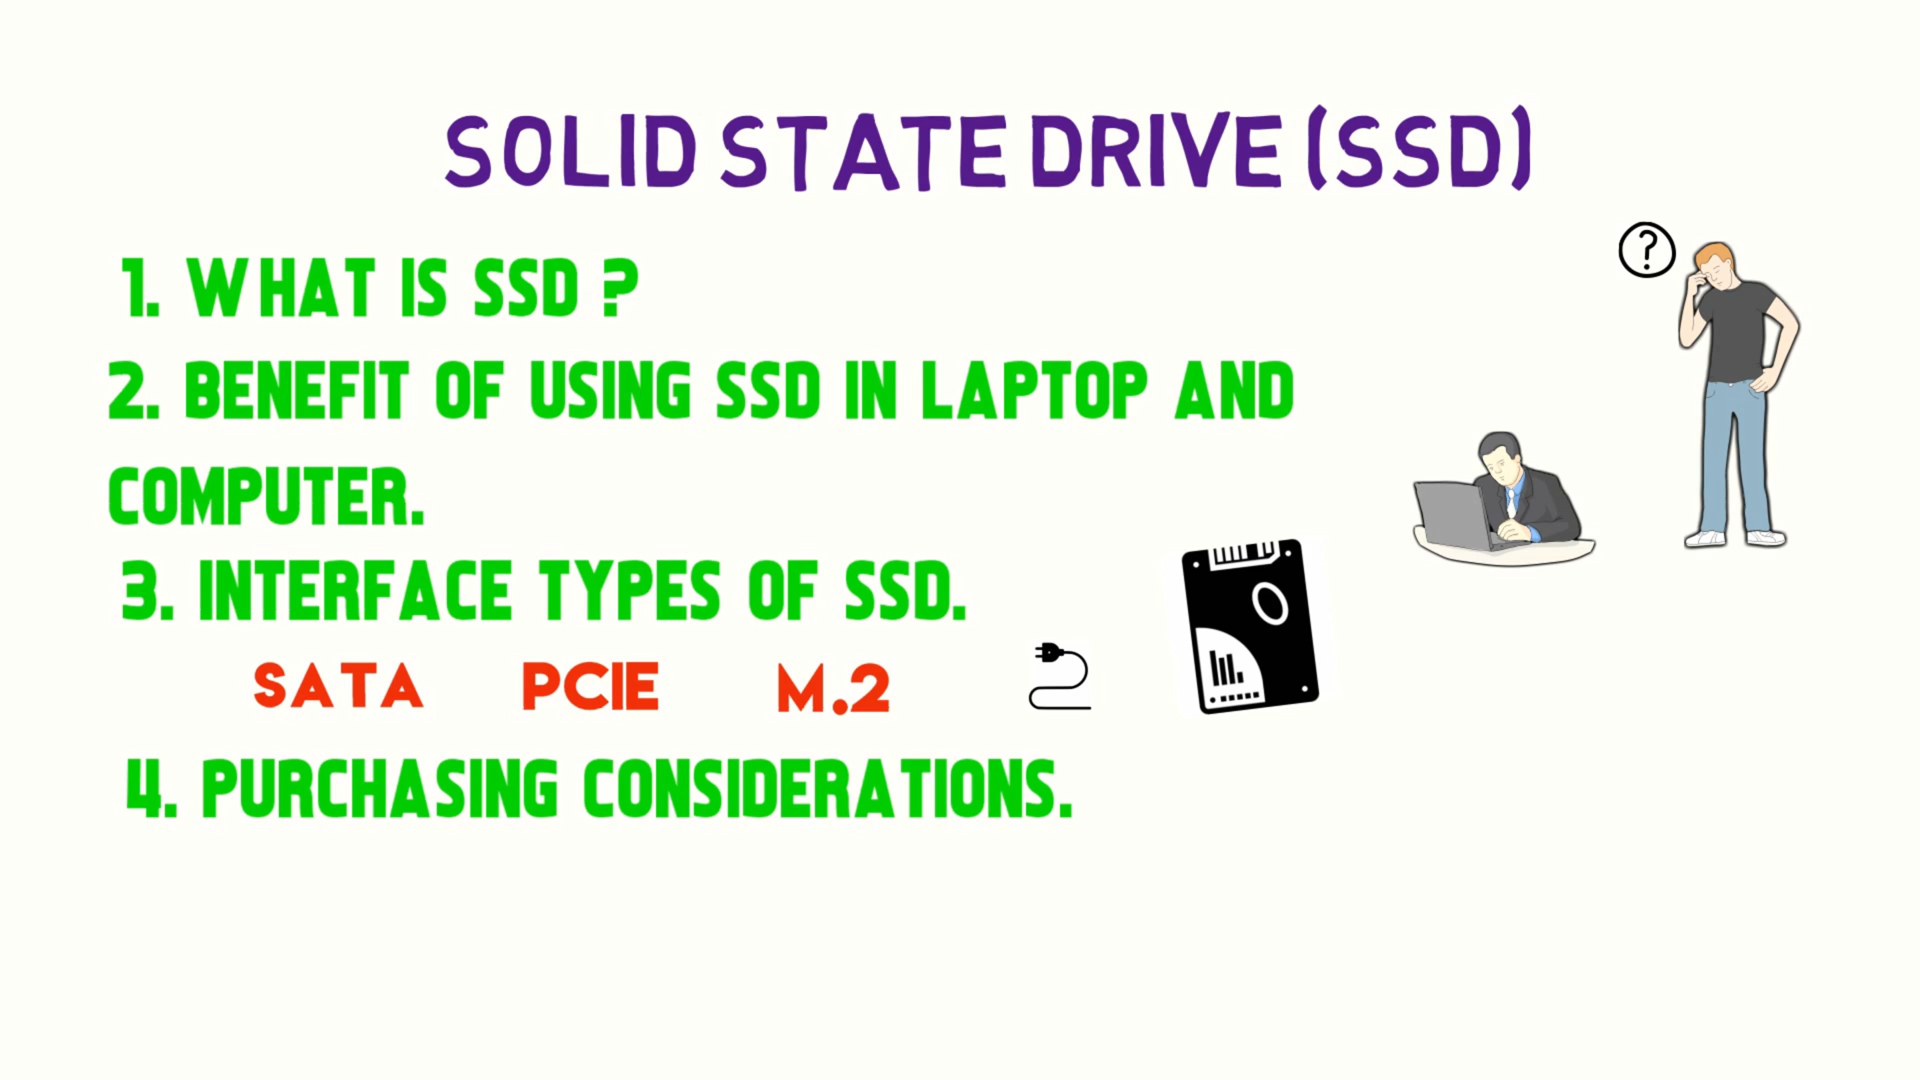 SOLID STATE DRIVE (SSD)
?
1. WHAT IS SSD ?
2. BENEFIT OF USING SSD IN LAPTOP AND
COMPUTER.
3. INTERFACE TYPES OF SSD.
SATA PCIE M.2
4. PURCHASING CONSIDERATIONS.